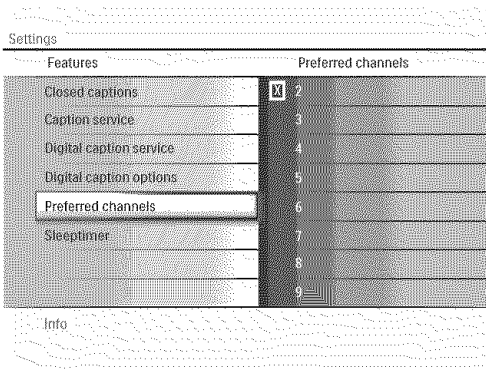 Settings
Features
Preferred channels
Closed captions
Caption service
Digital caption service
Digital caption options
Preferred channels
Sleeptimer
X 2
3
4
5
6
7
8
9
Info